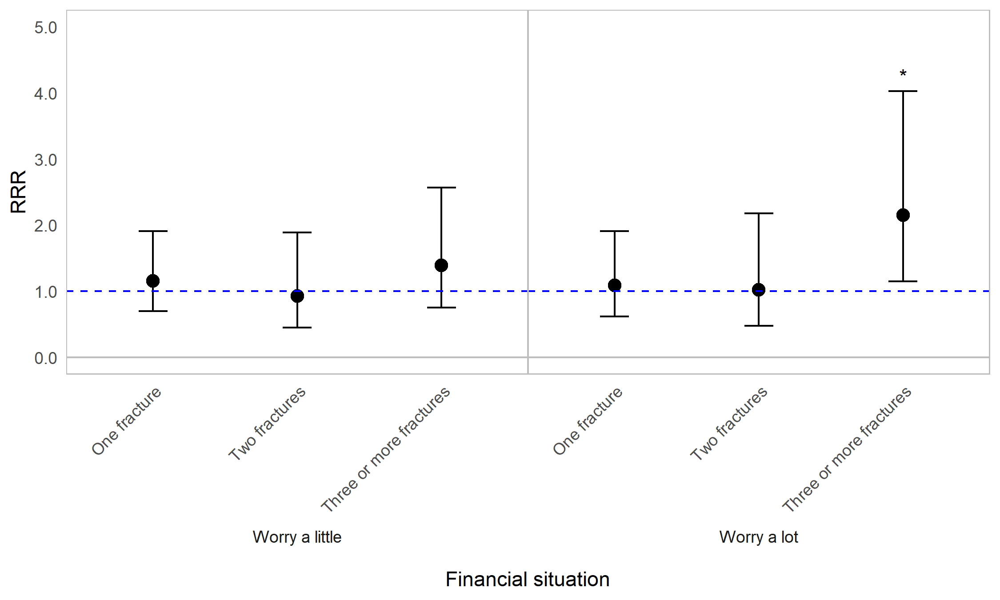 5.0
4.0
3.0
2.0
1.0
0.0
RRR
*
One fracture
Two fractures
Three or more fractures
One fracture
Two fractures
Three or more fractures
Worry a little
Worry a lot
Financial situation